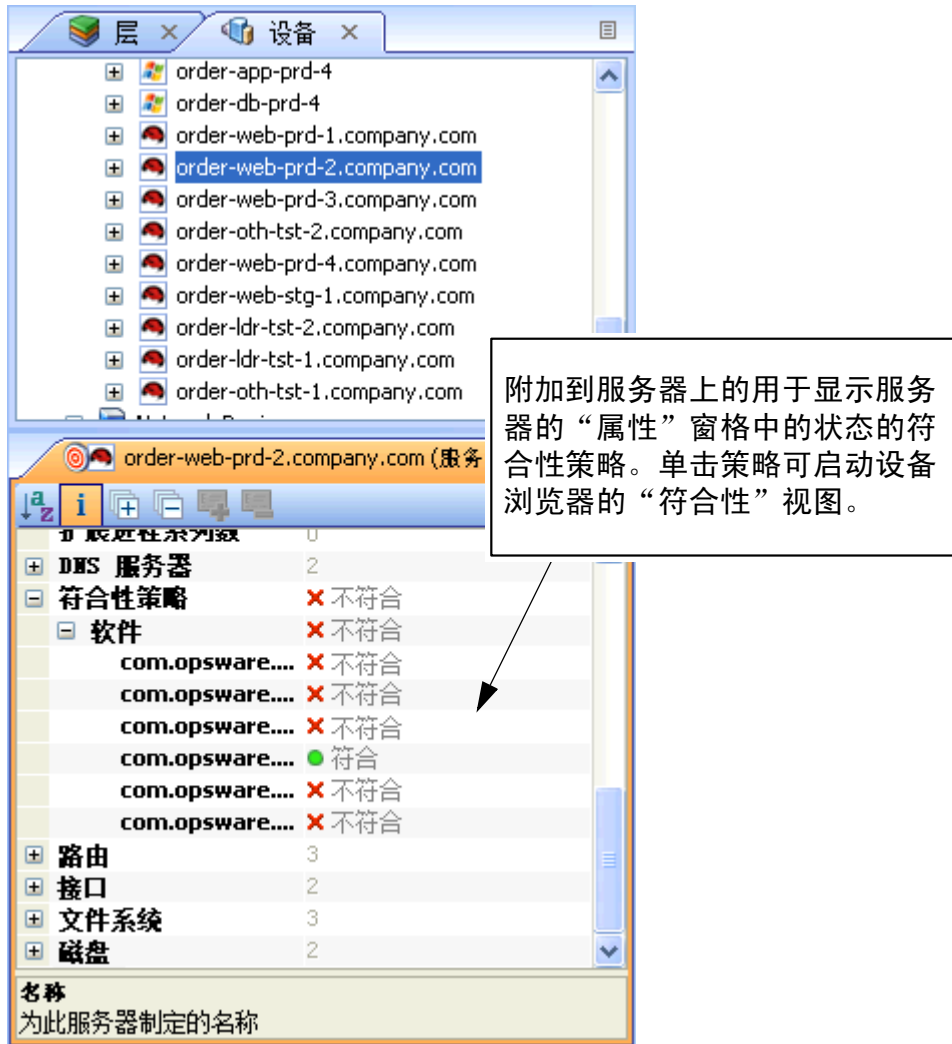 层 设备
order-app-prd-4
order-db-prd-4
order-web-prd-1.company.com
order-web-prd-2.company.com
order-web-prd-3.company.com
order-oth-tst-2.company.com
order-web-prd-4.company.com
order-web-stg-1.company.com
order-ldr-tst-2.company.com
order-ldr-tst-1.company.com
order-oth-tst-1.company.com
附加到服务器上的用于显示服务
器的“属性”窗格中的状态的符
合性策略。单击策略可启动设备
浏览器的“符合性”视图。
order-web-prd-2.company.com (服务
0
DNS 服务器 2
符合性策略 不符合
软件 不符合
com.opsware.... 不符合
com.opsware.... 不符合
com.opsware.... 不符合
com.opsware.... 符合
com.opsware.... 不符合
com.opsware.... 不符合
路由 3
接口 2
文件系统 3
磁盘 2
名称
为此服务器制定的名称